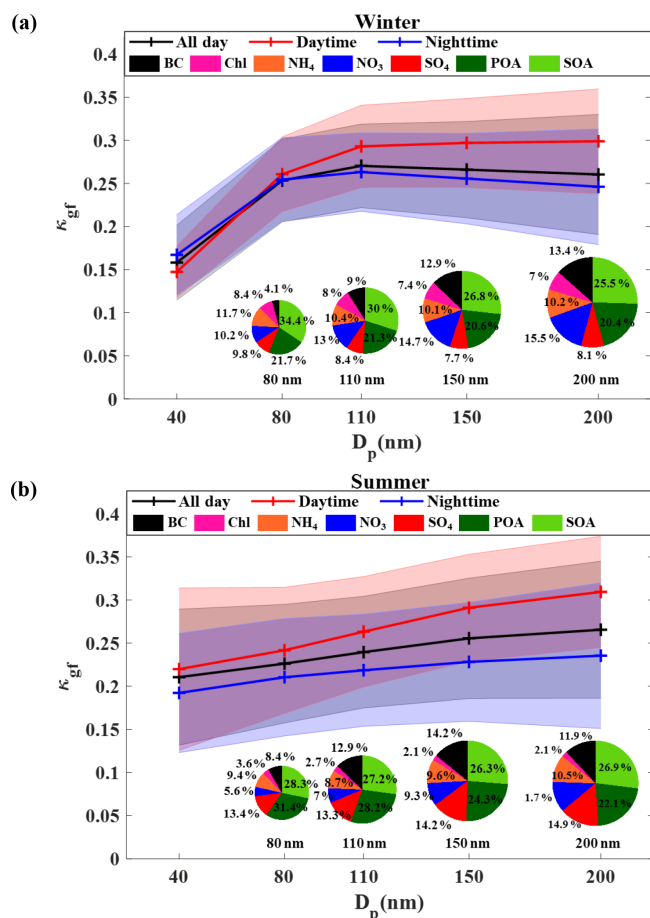 (a)
Winter
All day Daytime Nighttime
BC Chl NH₄ NO₃ SO₄ POA SOA
0.4
0.35
0.3
0.25
0.2
0.15
0.1
0.05
0
κgf
4.1 % 34.4 % 21.7 % 9.8 % 10.2 % 11.7 % 8.4 %
80 nm
9 % 30 % 21.3 % 8.4 % 13 % 10.4 % 8 %
110 nm
12.9 % 26.8 % 20.6 % 7.7 % 14.7 % 10.1 % 7.4 %
150 nm
13.4 % 25.5 % 20.4 % 8.1 % 15.5 % 10.2 % 7 %
200 nm
40 80 110 150 200
Dp(nm)
(b)
Summer
All day Daytime Nighttime
BC Chl NH₄ NO₃ SO₄ POA SOA
0.4
0.35
0.3
0.25
0.2
0.15
0.1
0.05
0
κgf
8.4 % 28.3 % 31.4 % 13.4 % 5.6 % 9.4 % 3.6 %
80 nm
12.9 % 27.2 % 28.2 % 13.3 % 7 % 8.7 % 2.7 %
110 nm
14.2 % 26.3 % 24.3 % 14.2 % 9.3 % 9.6 % 2.1 %
150 nm
11.9 % 26.9 % 22.1 % 14.9 % 1.7 % 10.5 % 2.1 %
200 nm
40 80 110 150 200
Dp(nm)